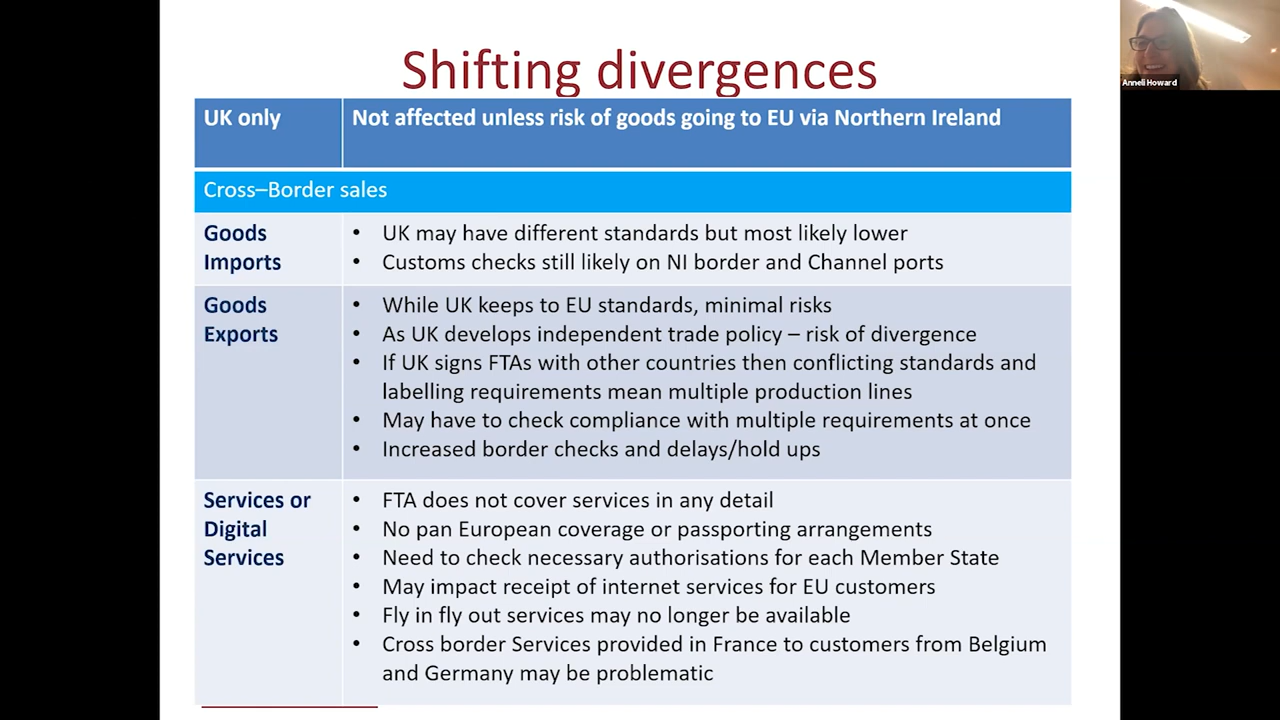 Shifting divergences
UK only
Not affected unless risk of goods going to EU via Northern Ireland
Cross–Border sales
Goods
Imports
• UK may have different standards but most likely lower
• Customs checks still likely on NI border and Channel ports
Goods
Exports
• While UK keeps to EU standards, minimal risks
• As UK develops independent trade policy – risk of divergence
• If UK signs FTAs with other countries then conflicting standards and
labelling requirements mean multiple production lines
• May have to check compliance with multiple requirements at once
• Increased border checks and delays/hold ups
Services or
Digital
Services
• FTA does not cover services in any detail
• No pan European coverage or passporting arrangements
• Need to check necessary authorisations for each Member State
• May impact receipt of internet services for EU customers
• Fly in fly out services may no longer be available
• Cross border Services provided in France to customers from Belgium
and Germany may be problematic
Anneli Howard